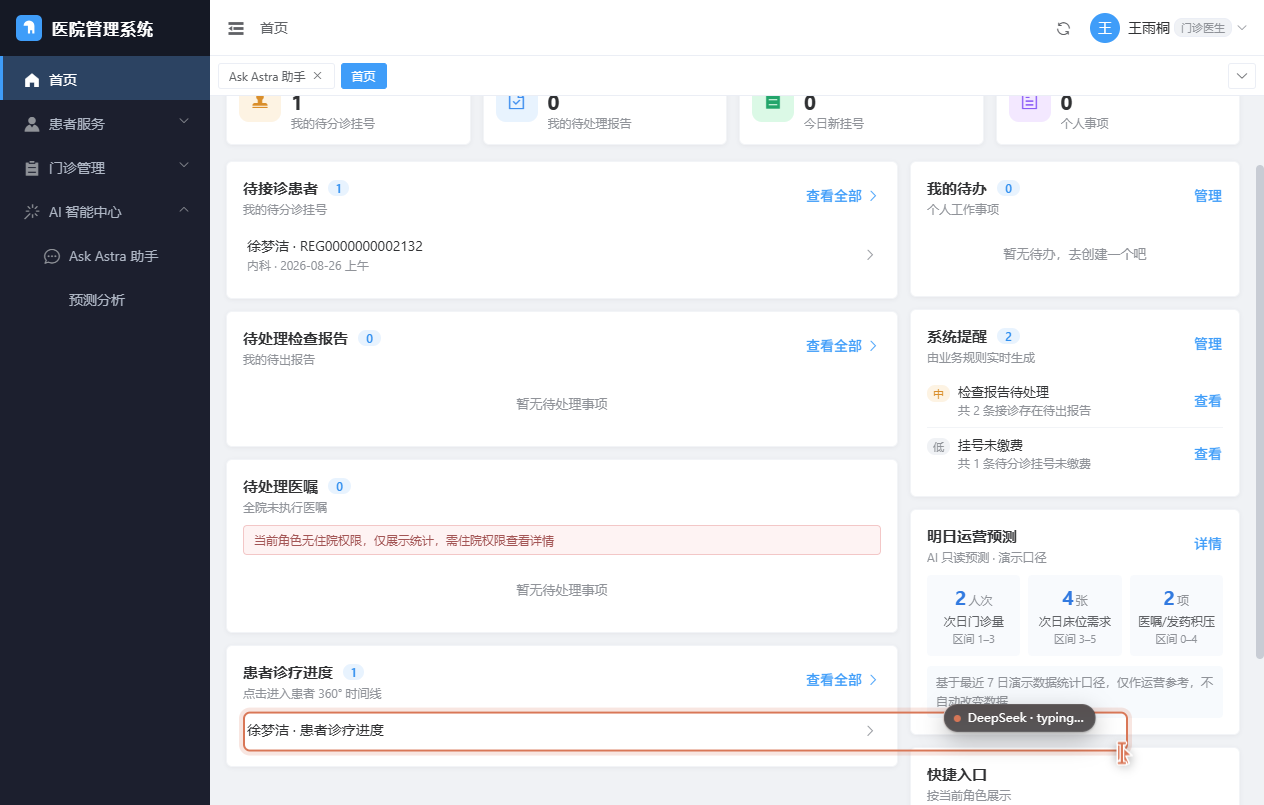 医院管理系统
首页
患者服务
门诊管理
AI 智能中心
Ask Astra 助手
预测分析
首页
王
王雨桐
门诊医生
Ask Astra 助手
首页
1
我的待分诊挂号
0
我的待处理报告
0
今日新挂号
0
个人事项
待接诊患者 1
我的待分诊挂号
查看全部
徐梦洁 · REG0000000002132
内科 · 2026-08-26 上午
待处理检查报告 0
我的待出报告
查看全部
暂无待处理事项
待处理医嘱 0
全院未执行医嘱
当前角色无住院权限，仅展示统计，需住院权限查看详情
暂无待处理事项
患者诊疗进度 1
点击进入患者 360° 时间线
查看全部
徐梦洁 · 患者诊疗进度
我的待办 0
个人工作事项
管理
暂无待办，去创建一个吧
系统提醒 2
由业务规则实时生成
管理
中
检查报告待处理
共 2 条接诊存在待出报告
查看
低
挂号未缴费
共 1 条待分诊挂号未缴费
查看
明日运营预测
AI 只读预测 · 演示口径
详情
2 人次
次日门诊量
区间 1–3
4 张
次日床位需求
区间 3–5
2 项
医嘱/发药积压
区间 0–4
基于最近 7 日演示数据统计口径，仅作运营参考，不
自动改变数据
DeepSeek · typing...
快捷入口
按当前角色展示